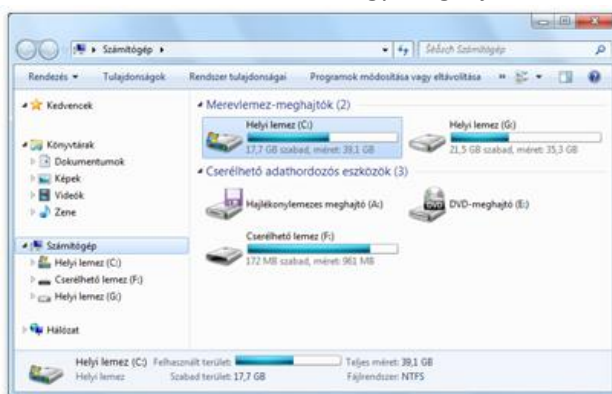 Számítógép
Keresés: Számítógép
Rendezés
Tulajdonságok
Rendszer tulajdonságai
Programok módosítása vagy eltávolítása
»
Kedvencek
Könyvtárak
Dokumentumok
Képek
Videók
Zene
Számítógép
Helyi lemez (C:)
Cserélhető lemez (F:)
Helyi lemez (G:)
Hálózat
Merevlemez-meghajtók (2)
Helyi lemez (C:)
17,7 GB szabad, méret: 39,1 GB
Helyi lemez (G:)
21,5 GB szabad, méret: 35,3 GB
Cserélhető adathordozós eszközök (3)
Hajlékonylemezes meghajtó (A:)
DVD
DVD-meghajtó (E:)
Cserélhető lemez (F:)
172 MB szabad, méret: 961 MB
Helyi lemez (C:) Felhasznált terület: Teljes méret: 39,1 GB
Helyi lemez Szabad terület: 17,7 GB Fájlrendszer: NTFS